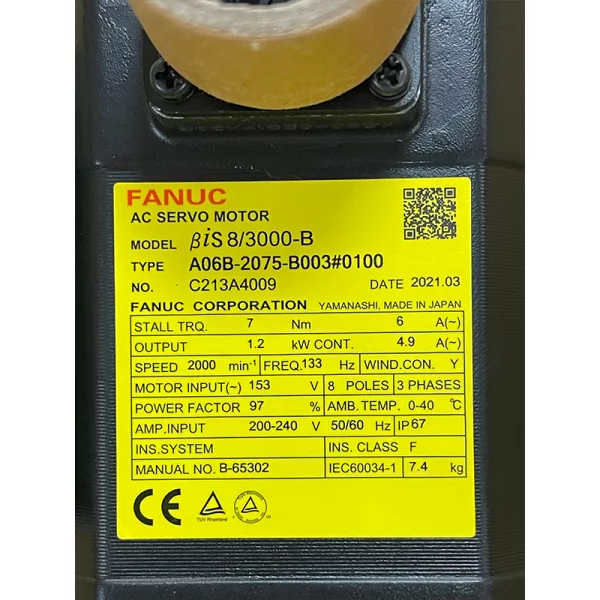 FANUC
AC SERVO MOTOR
MODEL βiS 8/3000-B
TYPE A06B-2075-B003#0100
NO. C213A4009 DATE 2021.03
FANUC CORPORATION YAMANASHI, MADE IN JAPAN
STALL TRQ. 7 Nm 6 A(~)
OUTPUT 1.2 kW CONT. 4.9 A(~)
SPEED 2000 min⁻¹ FREQ. 133 Hz WIND.CON. Y
MOTOR INPUT(~) 153 V 8 POLES 3 PHASES
POWER FACTOR 97 % AMB.TEMP. 0-40 °C
AMP.INPUT 200-240 V 50/60 Hz IP67
INS.SYSTEM INS. CLASS F
MANUAL NO. B-65302 IEC60034-1 7.4 kg
CE TÜV Rheinland